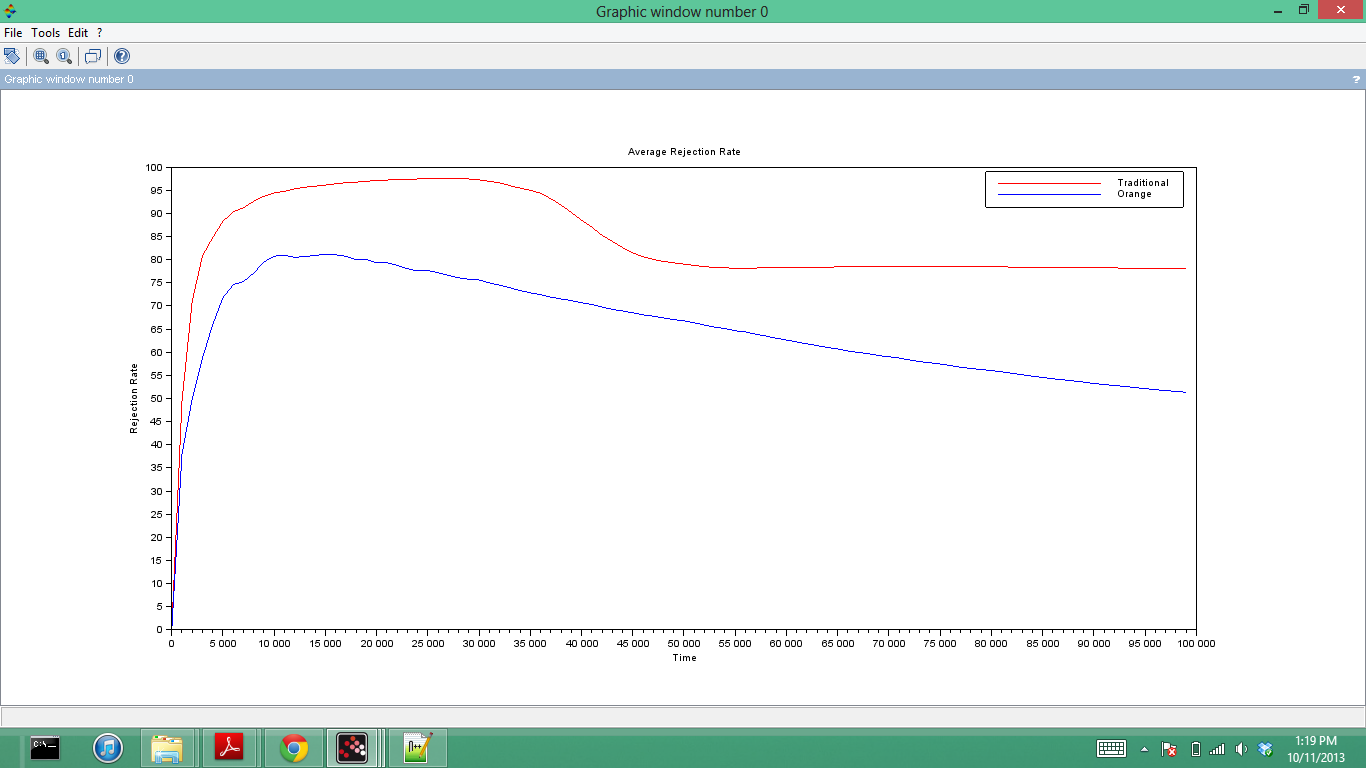 Graphic window number 0
File Tools Edit ?
Graphic window number 0 ?
Average Rejection Rate
Traditional
Orange
100
95
90
85
80
75
70
65
60
55
50
45
40
35
30
25
20
15
10
5
0
Rejection Rate
0 5 000 10 000 15 000 20 000 25 000 30 000 35 000 40 000 45 000 50 000 55 000 60 000 65 000 70 000 75 000 80 000 85 000 90 000 95 000 100 000
Time
C:\
1:19 PM
10/11/2013